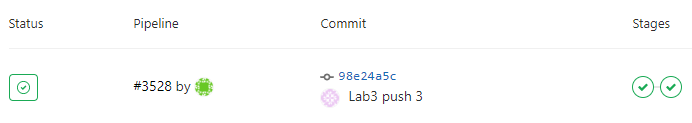 Status Pipeline Commit Stages
98e24a5c
#3528 by
Lab3 push 3